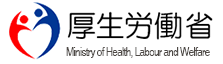 厚生労働省
Ministry of Health, Labour and Welfare